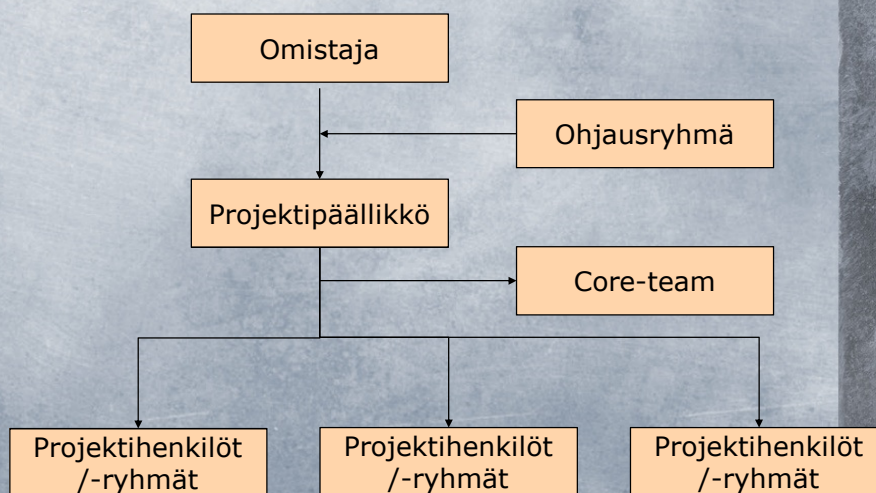 Omistaja
Ohjausryhmä
Projektipäällikkö
Core-team
Projektihenkilöt
/-ryhmät
Projektihenkilöt
/-ryhmät
Projektihenkilöt
/-ryhmät